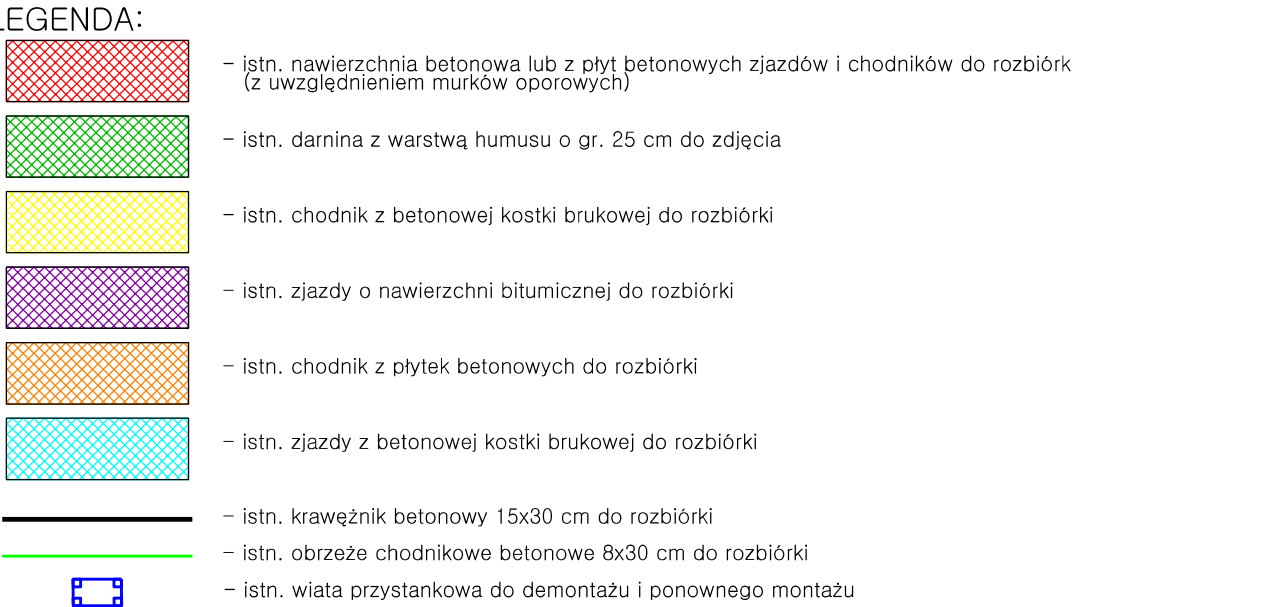 LEGENDA:
- istn. nawierzchnia betonowa lub z płyt betonowych zjazdów i chodników do rozbiórk
(z uwzględnieniem murków oporowych)
- istn. darnina z warstwą humusu o gr. 25 cm do zdjęcia
- istn. chodnik z betonowej kostki brukowej do rozbiórki
- istn. zjazdy o nawierzchni bitumicznej do rozbiórki
- istn. chodnik z płytek betonowych do rozbiórki
- istn. zjazdy z betonowej kostki brukowej do rozbiórki
- istn. krawężnik betonowy 15x30 cm do rozbiórki
- istn. obrzeże chodnikowe betonowe 8x30 cm do rozbiórki
- istn. wiata przystankowa do demontażu i ponownego montażu